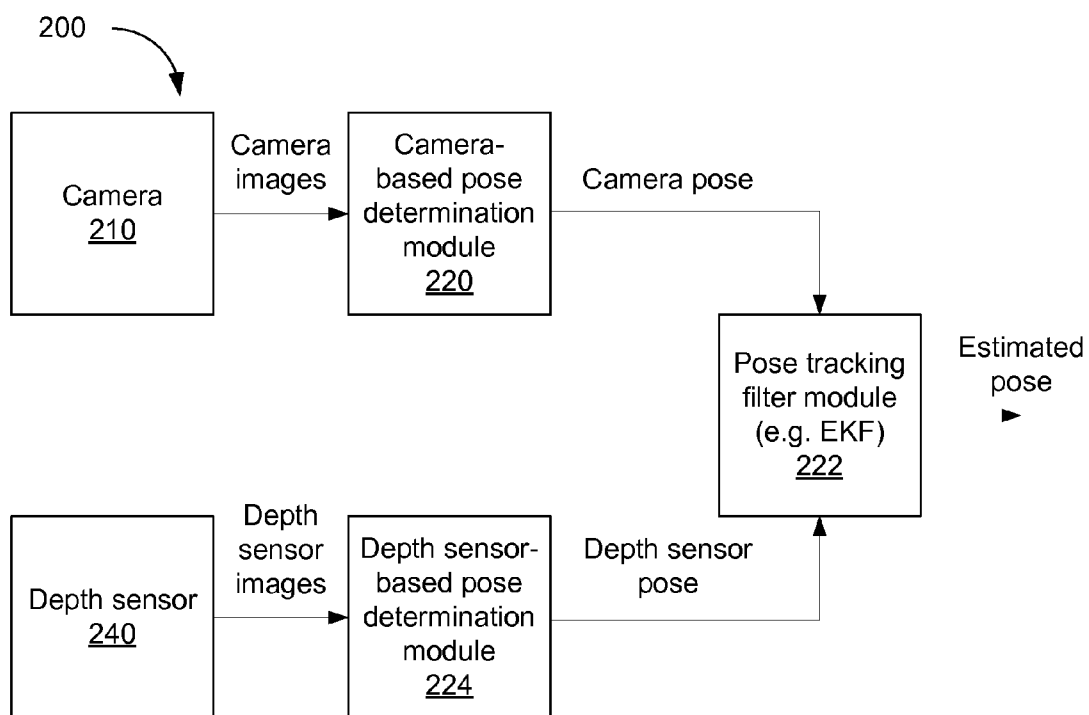 200
Camera
210
Camera
images
Camera-
based pose
determination
module
220
Camera pose
Pose tracking
filter module
(e.g. EKF)
222
Estimated
pose
Depth sensor
240
Depth
sensor
images
Depth sensor-
based pose
determination
module
224
Depth sensor
pose